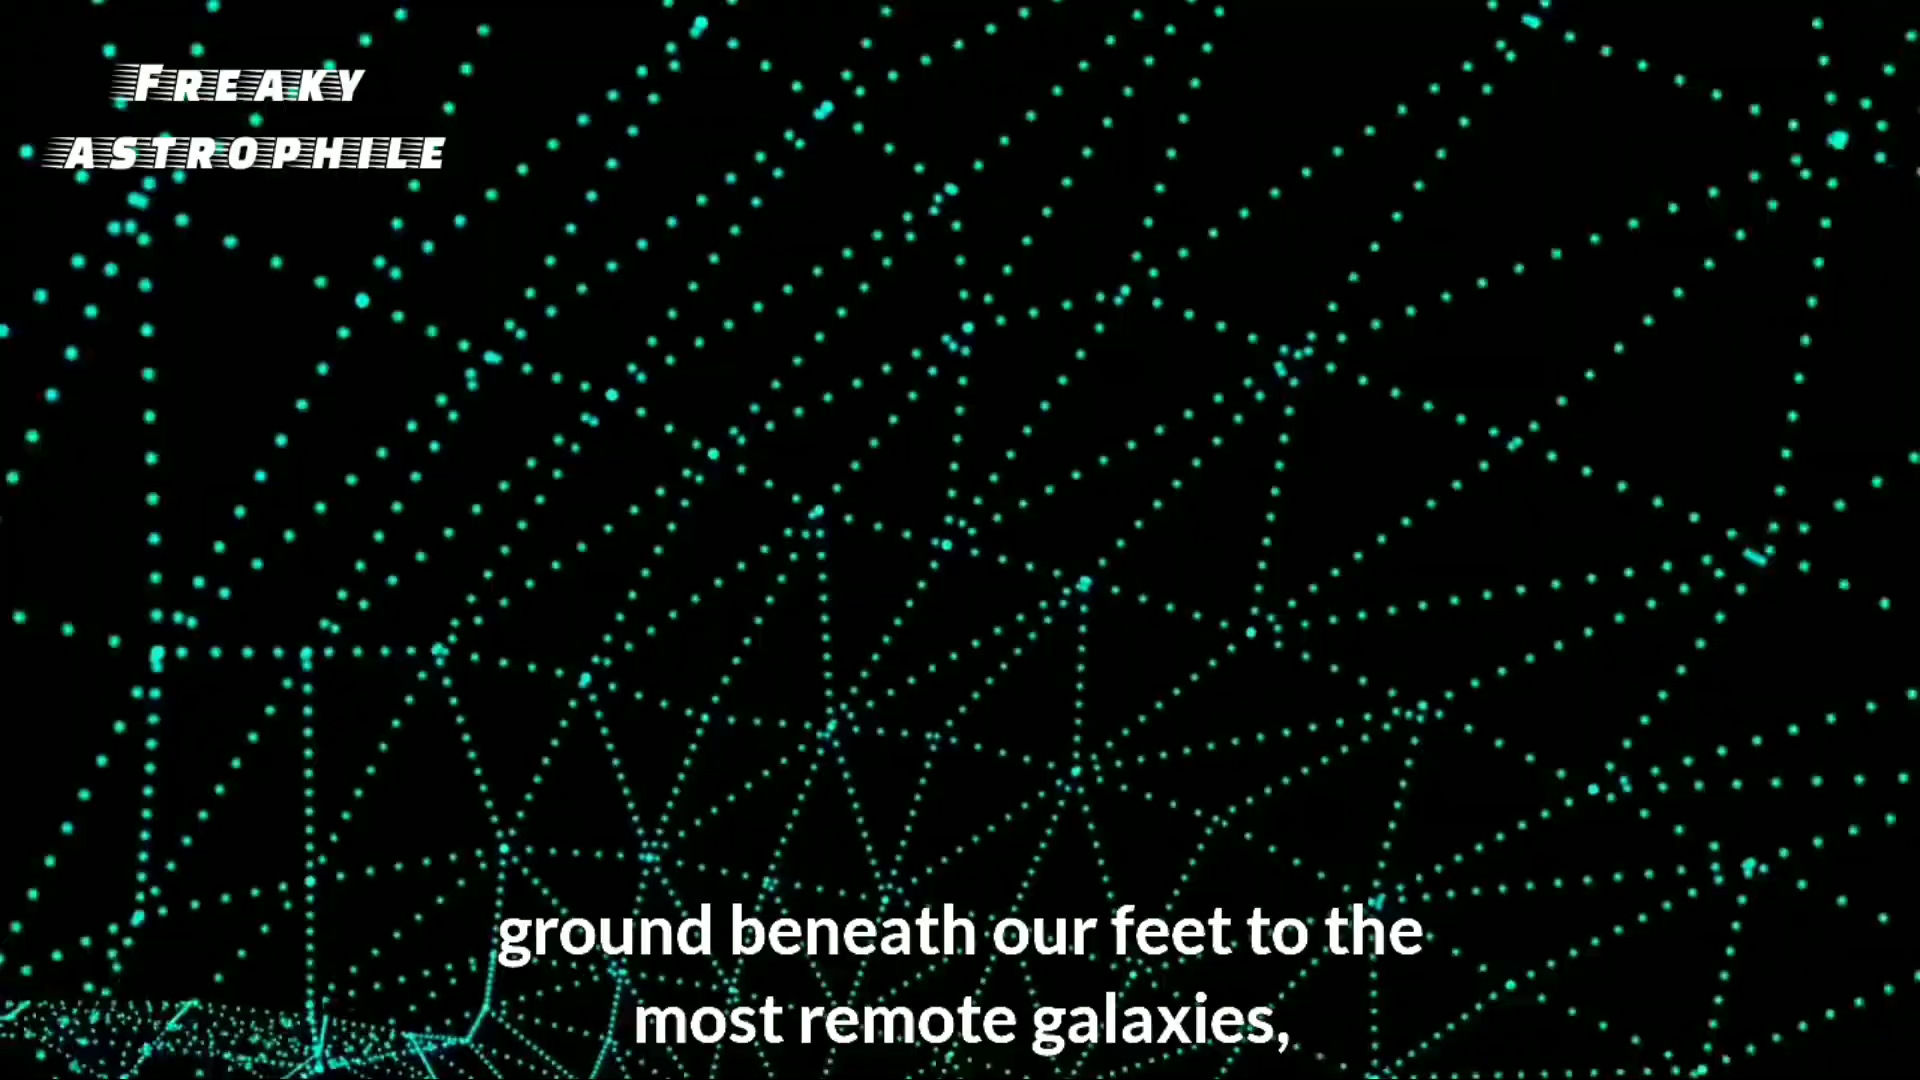 FREAKY
ASTROPHILE
ground beneath our feet to the
most remote galaxies,